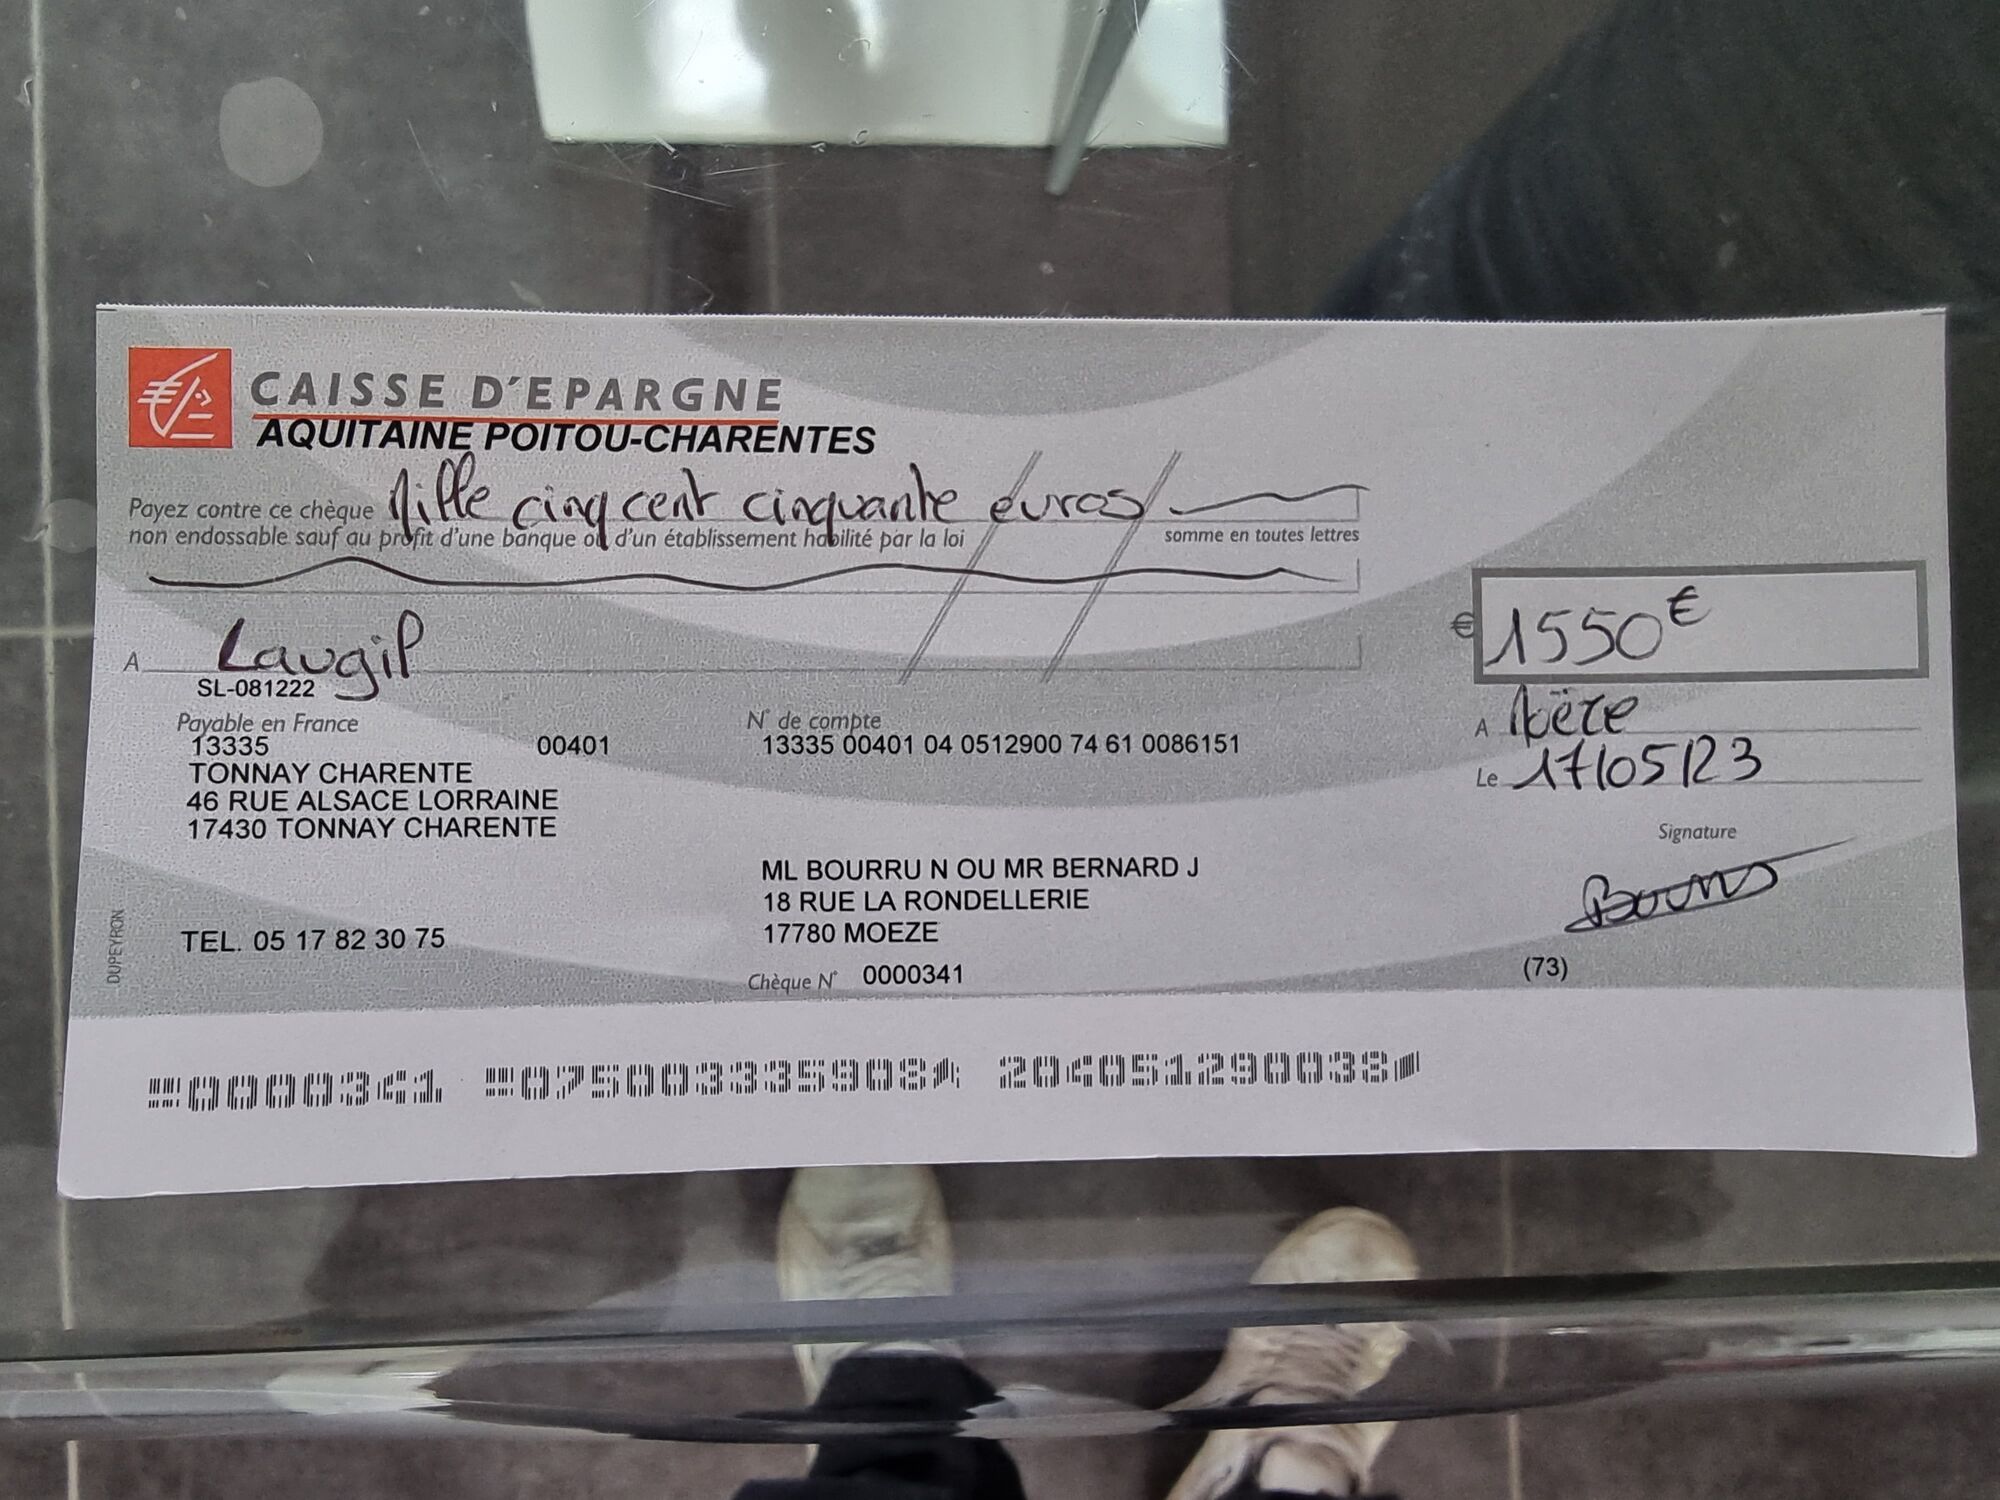 CAISSE D'EPARGNE
AQUITAINE POITOU-CHARENTES
Payez contre ce chèque Mille cinq cent cinquante euros
non endossable sauf au profit d'une banque ou d'un établissement habilité par la loi
somme en toutes lettres
€ 1550€
A Laugil
SL-081222
A Moëze
Le 17/05/23
Payable en France
N° de compte
13335 00401
13335 00401 04 0512900 74 61 0086151
TONNAY CHARENTE
46 RUE ALSACE LORRAINE
17430 TONNAY CHARENTE
Signature
ML BOURRU N OU MR BERNARD J
18 RUE LA RONDELLERIE
17780 MOEZE
TEL. 05 17 82 30 75
Chèque N° 0000341
(73)
DUPEYRON
0000341 075003335908 204051290038